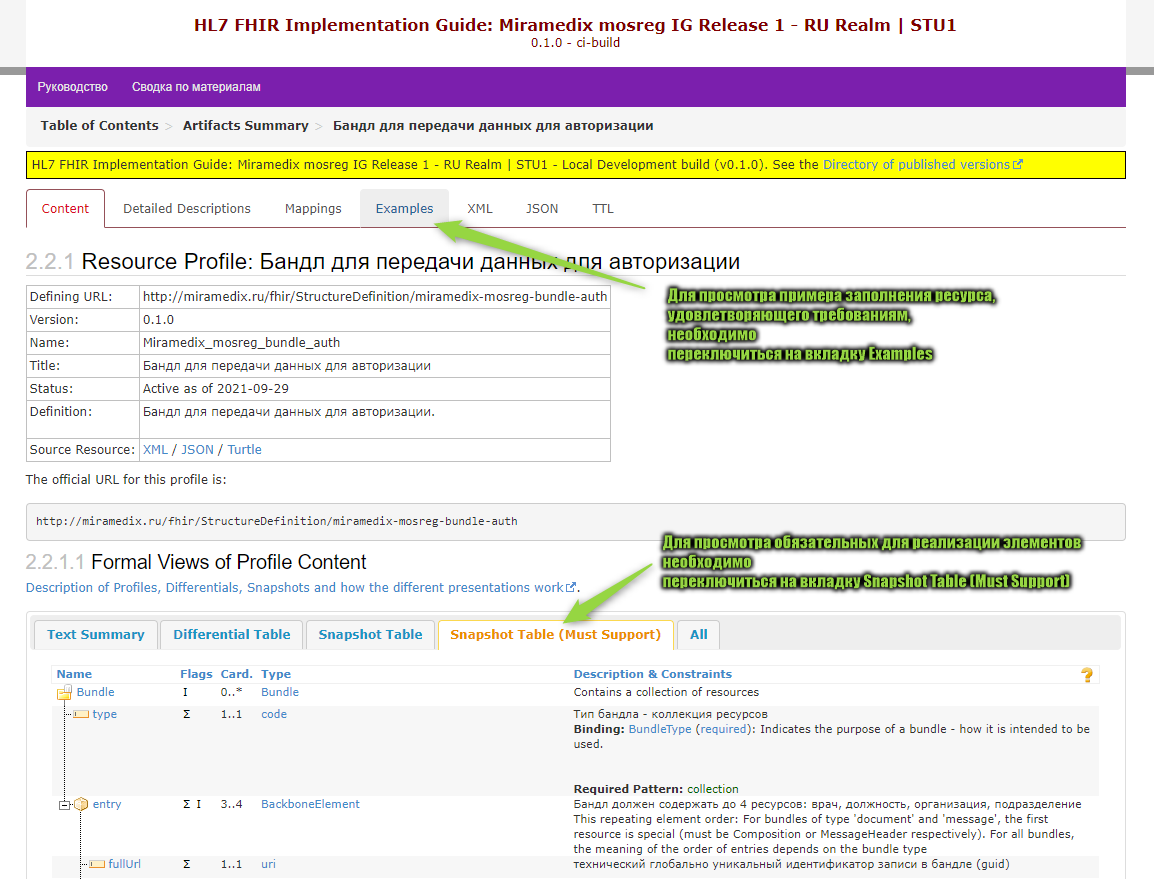 HL7 FHIR Implementation Guide: Miramedix mosreg IG Release 1 - RU Realm | STU1
0.1.0 - ci-build
Руководство Сводка по материалам
Table of Contents > Artifacts Summary > Бандл для передачи данных для авторизации
HL7 FHIR Implementation Guide: Miramedix mosreg IG Release 1 - RU Realm | STU1 - Local Development build (v0.1.0). See the Directory of published versions
Content Detailed Descriptions Mappings Examples XML JSON TTL
2.2.1 Resource Profile: Бандл для передачи данных для авторизации
Defining URL: http://miramedix.ru/fhir/StructureDefinition/miramedix-mosreg-bundle-auth
Version: 0.1.0
Name: Miramedix_mosreg_bundle_auth
Title: Бандл для передачи данных для авторизации
Status: Active as of 2021-09-29
Definition: Бандл для передачи данных для авторизации.
Source Resource: XML / JSON / Turtle
Для просмотра примера заполнения ресурса,
удовлетворяющего требованиям,
необходимо
переключиться на вкладку Examples
The official URL for this profile is:
http://miramedix.ru/fhir/StructureDefinition/miramedix-mosreg-bundle-auth
Для просмотра обязательных для реализации элементов
необходимо
переключиться на вкладку Snapshot Table (Must Support)
2.2.1.1 Formal Views of Profile Content
Description of Profiles, Differentials, Snapshots and how the different presentations work.
Text Summary Differential Table Snapshot Table Snapshot Table (Must Support) All
Name Flags Card. Type Description & Constraints ?
Bundle I 0..* Bundle Contains a collection of resources
type Σ 1..1 code Тип бандла - коллекция ресурсов
Binding: BundleType (required): Indicates the purpose of a bundle - how it is intended to be
used.
Required Pattern: collection
entry Σ I 3..4 BackboneElement Бандл должен содержать до 4 ресурсов: врач, должность, организация, подразделение
This repeating element order: For bundles of type 'document' and 'message', the first
resource is special (must be Composition or MessageHeader respectively). For all bundles,
the meaning of the order of entries depends on the bundle type
fullUrl Σ 1..1 uri технический глобально уникальный идентификатор записи в бандле (guid)